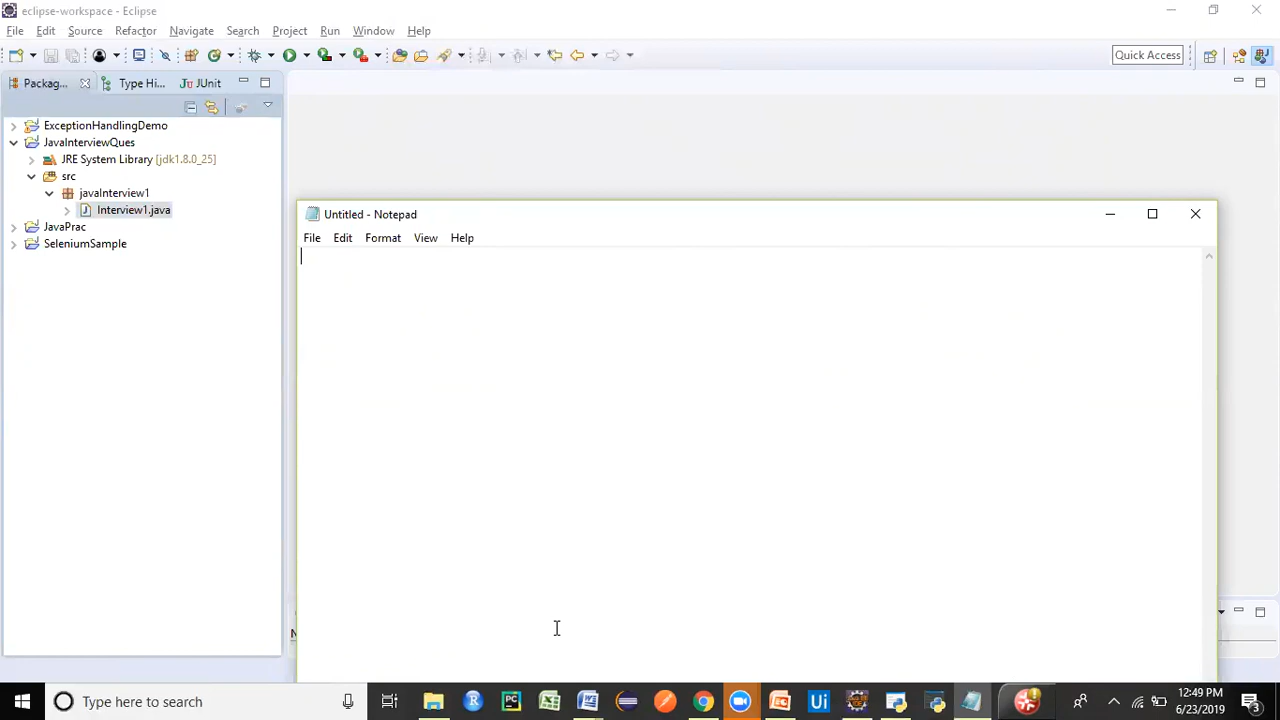 eclipse-workspace - Eclipse
File Edit Source Refactor Navigate Search Project Run Window Help
Quick Access
Packag... Type Hi... JUnit
ExceptionHandlingDemo
JavaInterviewQues
JRE System Library [jdk1.8.0_25]
src
javaInterview1
Interview1.java
JavaPrac
SeleniumSample
Untitled - Notepad
File Edit Format View Help
Type here to search
12:49 PM
6/23/2019